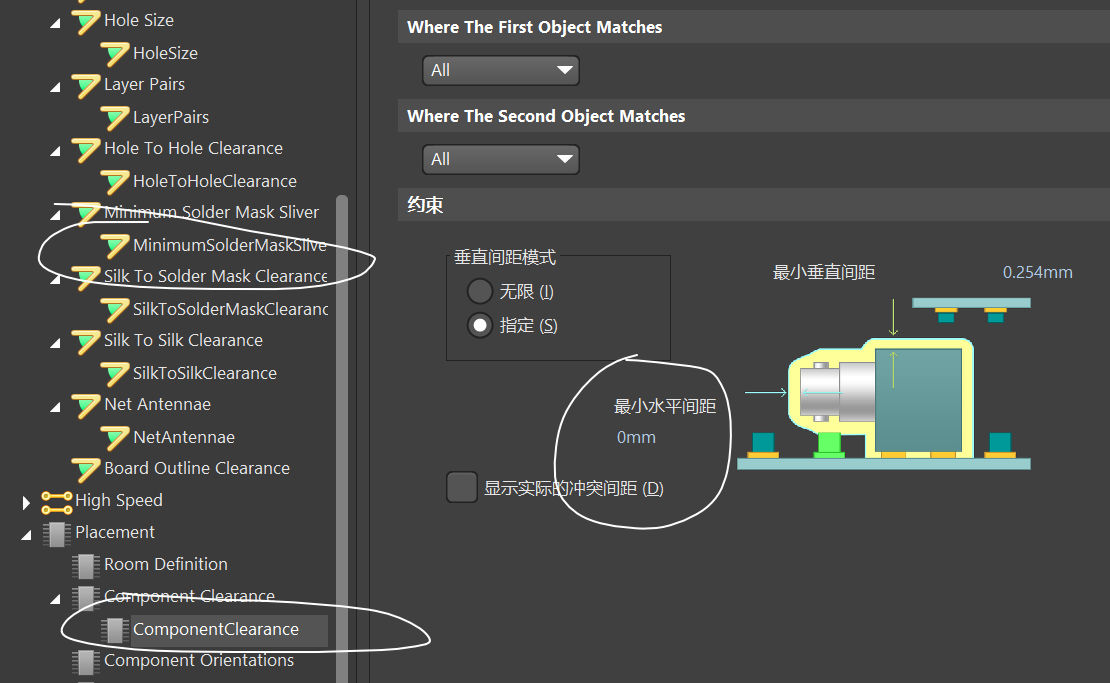 Hole Size
HoleSize
Layer Pairs
LayerPairs
Hole To Hole Clearance
HoleToHoleClearance
Minimum Solder Mask Sliver
MinimumSolderMaskSlive
Silk To Solder Mask Clearance
SilkToSolderMaskClearanc
Silk To Silk Clearance
SilkToSilkClearance
Net Antennae
NetAntennae
Board Outline Clearance
High Speed
Placement
Room Definition
Component Clearance
ComponentClearance
Component Orientations
Where The First Object Matches
All
Where The Second Object Matches
All
约束
垂直间距模式
无限 (I)
指定 (S)
最小垂直间距 0.254mm
最小水平间距
0mm
显示实际的冲突间距 (D)